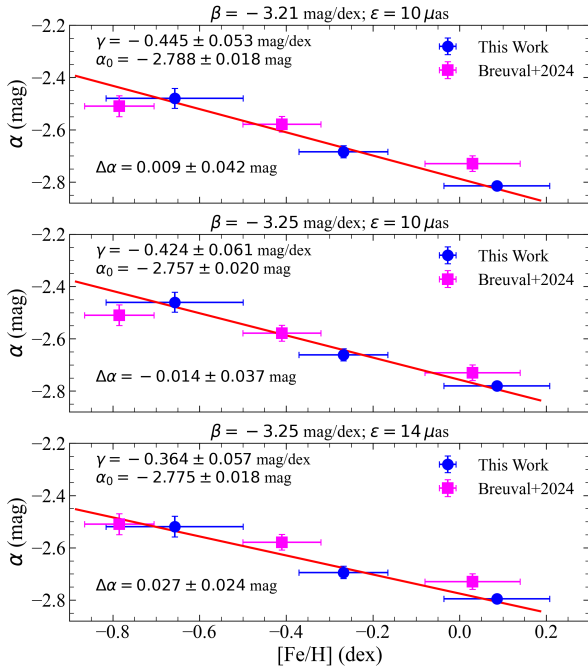 β = − 3.21 mag/dex; ε = 10 μas
γ = − 0.445 ± 0.053 mag/dex
α₀ = − 2.788 ± 0.018 mag
This Work
Breuval+2024
Δα = 0.009 ± 0.042 mag
−2.2
−2.4
−2.6
−2.8
α (mag)
β = − 3.25 mag/dex; ε = 10 μas
γ = − 0.424 ± 0.061 mag/dex
α₀ = − 2.757 ± 0.020 mag
This Work
Breuval+2024
Δα = − 0.014 ± 0.037 mag
−2.2
−2.4
−2.6
−2.8
α (mag)
β = − 3.25 mag/dex; ε = 14 μas
γ = − 0.364 ± 0.057 mag/dex
α₀ = − 2.775 ± 0.018 mag
This Work
Breuval+2024
Δα = 0.027 ± 0.024 mag
−2.2
−2.4
−2.6
−2.8
α (mag)
−0.8 −0.6 −0.4 −0.2 0.0 0.2
[Fe/H] (dex)